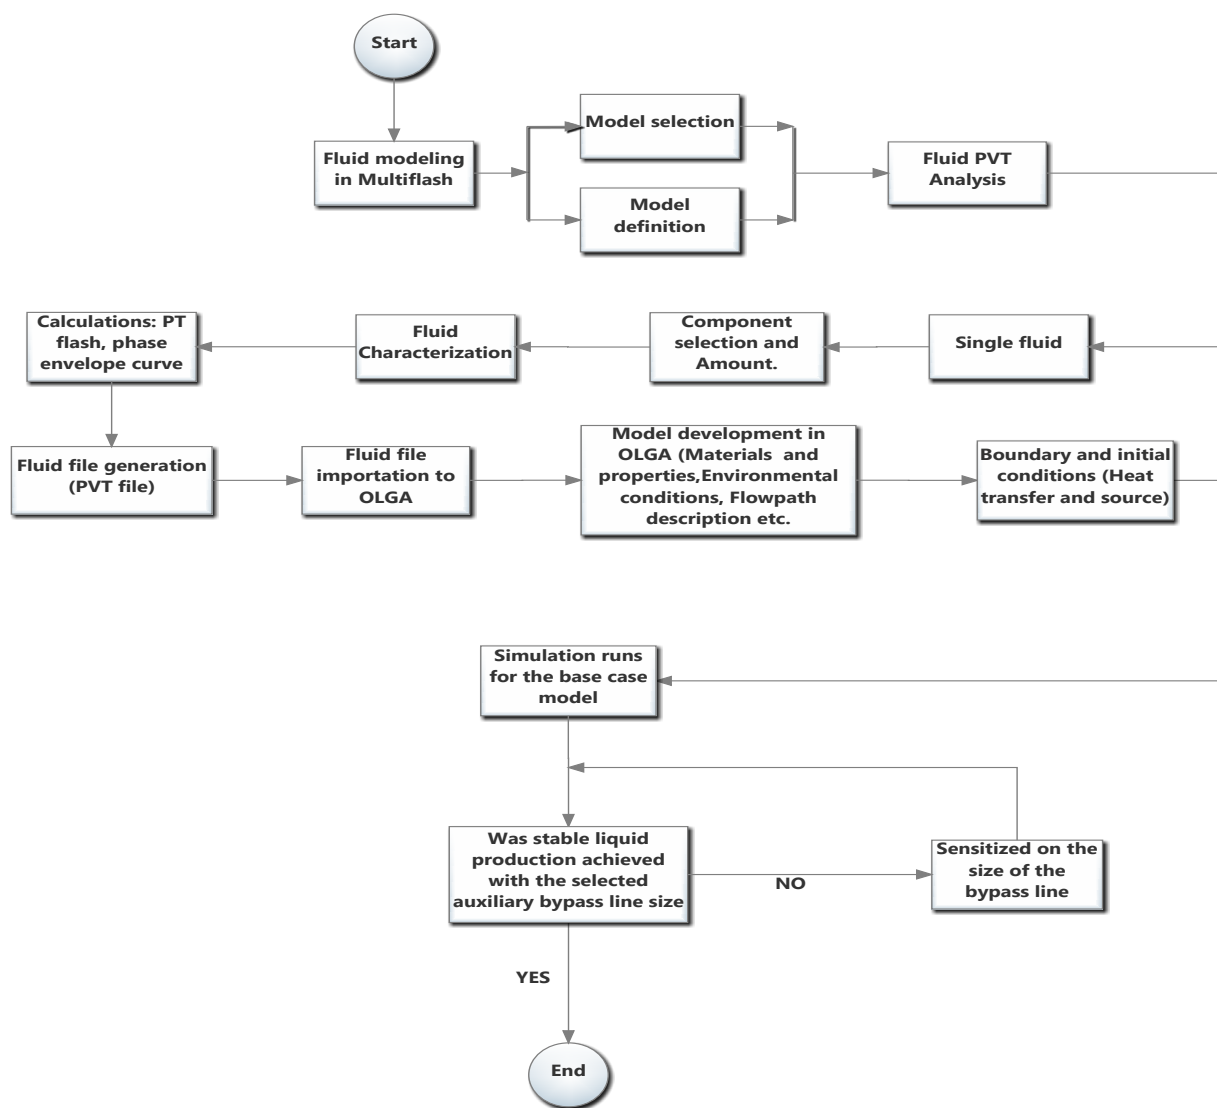 Start
Fluid modeling
in Multiflash
Model selection
Model
definition
Fluid PVT
Analysis
Single fluid
Component
selection and
Amount.
Fluid
Characterization
Calculations: PT
flash, phase
envelope curve
Fluid file generation
(PVT file)
Fluid file
importation to
OLGA
Model development in
OLGA (Materials and
properties,Environmental
conditions, Flowpath
description etc.
Boundary and initial
conditions (Heat
transfer and source)
Simulation runs
for the base case
model
Was stable liquid
production achieved
with the selected
auxiliary bypass line size
NO
Sensitized on the
size of the
bypass line
YES
End